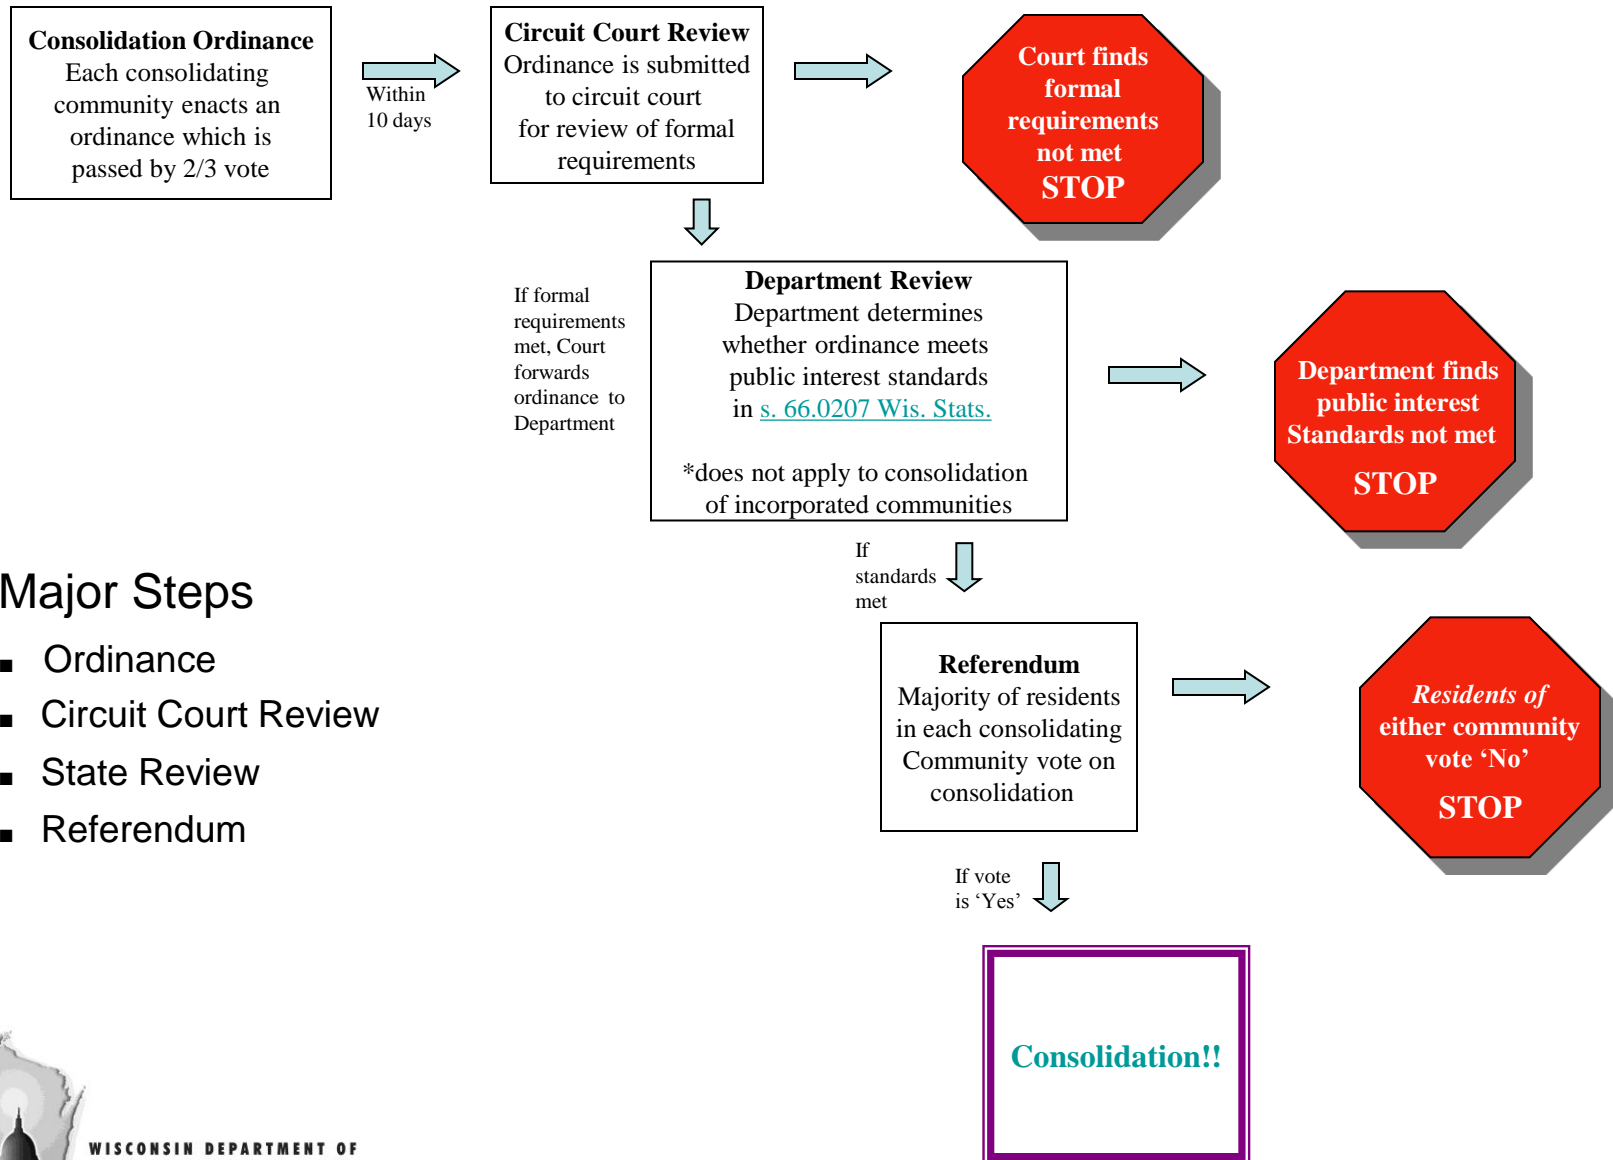 Consolidation Ordinance
Each consolidating
community enacts an
ordinance which is
passed by 2/3 vote
Within
10 days
Circuit Court Review
Ordinance is submitted
to circuit court
for review of formal
requirements
Court finds
formal
requirements
not met
STOP
If formal
requirements
met, Court
forwards
ordinance to
Department
Department Review
Department determines
whether ordinance meets
public interest standards
in s. 66.0207 Wis. Stats.
*does not apply to consolidation
of incorporated communities
Department finds
public interest
Standards not met
STOP
If
standards
met
Referendum
Majority of residents
in each consolidating
Community vote on
consolidation
Residents of
either community
vote ‘No’
STOP
If vote
is ‘Yes’
Consolidation!!
Major Steps
■ Ordinance
■ Circuit Court Review
■ State Review
■ Referendum
WISCONSIN DEPARTMENT OF